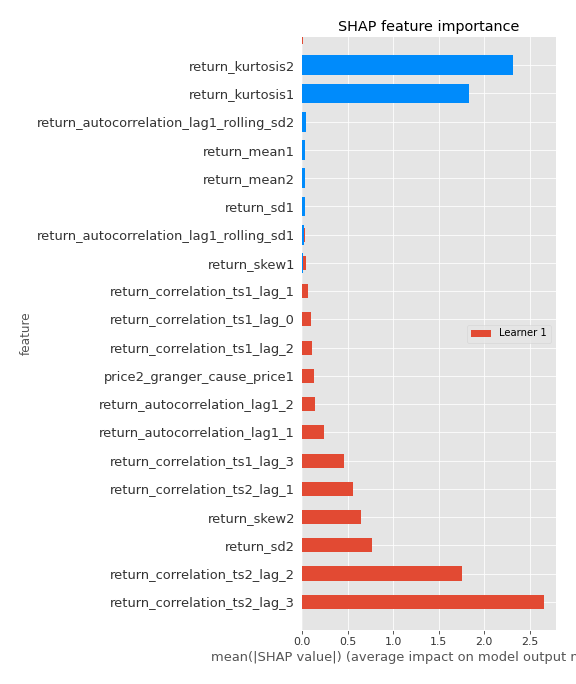 SHAP feature importance
return_kurtosis2
return_kurtosis1
return_autocorrelation_lag1_rolling_sd2
return_mean1
return_mean2
return_sd1
return_autocorrelation_lag1_rolling_sd1
return_skew1
return_correlation_ts1_lag_1
return_correlation_ts1_lag_0
return_correlation_ts1_lag_2
price2_granger_cause_price1
return_autocorrelation_lag1_2
return_autocorrelation_lag1_1
return_correlation_ts1_lag_3
return_correlation_ts2_lag_1
return_skew2
return_sd2
return_correlation_ts2_lag_2
return_correlation_ts2_lag_3
feature
Learner 1
0.0 0.5 1.0 1.5 2.0 2.5
mean(|SHAP value|) (average impact on model output